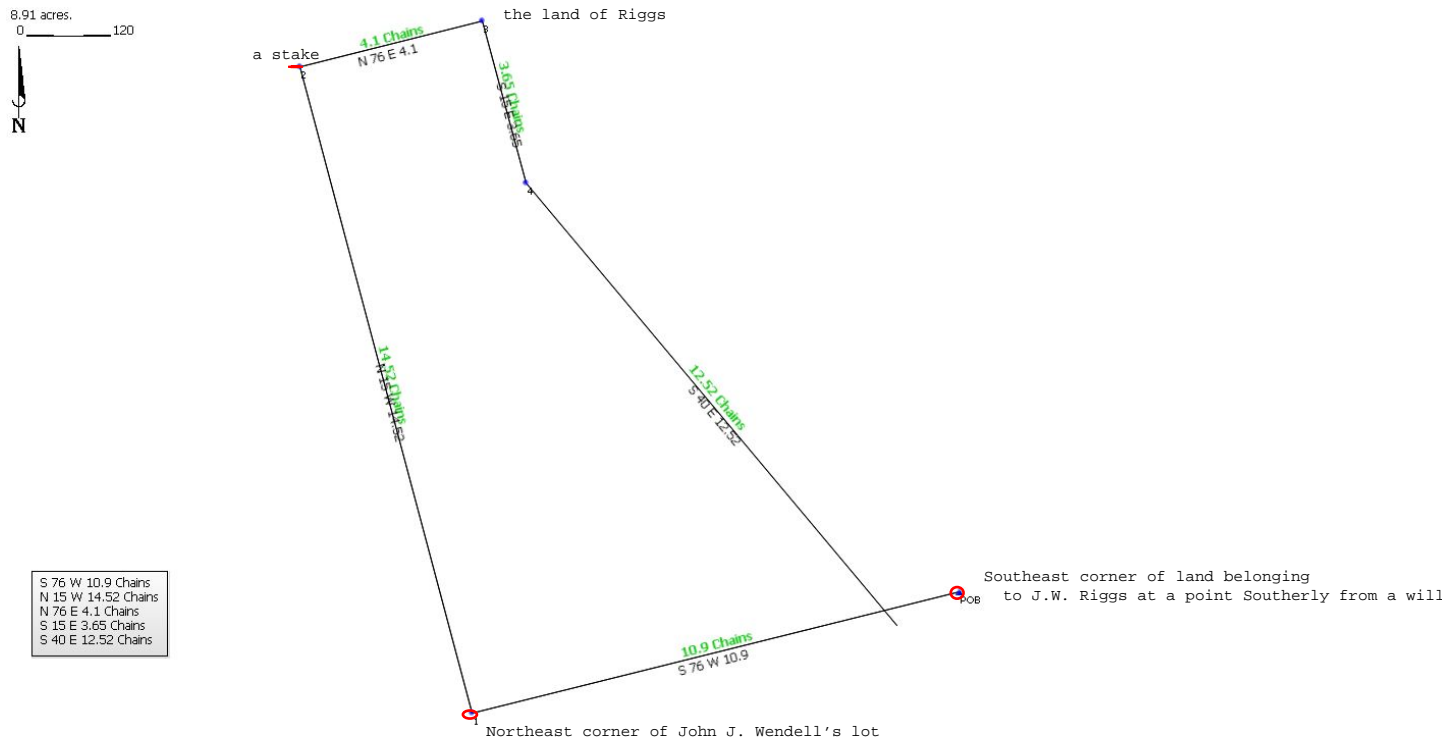 8.91 acres.
0 120
N
the land of Riggs
a stake
4.1 Chains
N 76 E 4.1
2
3
3.65 Chains
S 15 E 3.65
4
14.52 Chains
N 15 W 14.52
12.52 Chains
S 40 E 12.52
S 76 W 10.9 Chains
N 15 W 14.52 Chains
N 76 E 4.1 Chains
S 15 E 3.65 Chains
S 40 E 12.52 Chains
Southeast corner of land belonging
to J.W. Riggs at a point Southerly from a will
POB
10.9 Chains
S 76 W 10.9
1
Northeast corner of John J. Wendell's lot